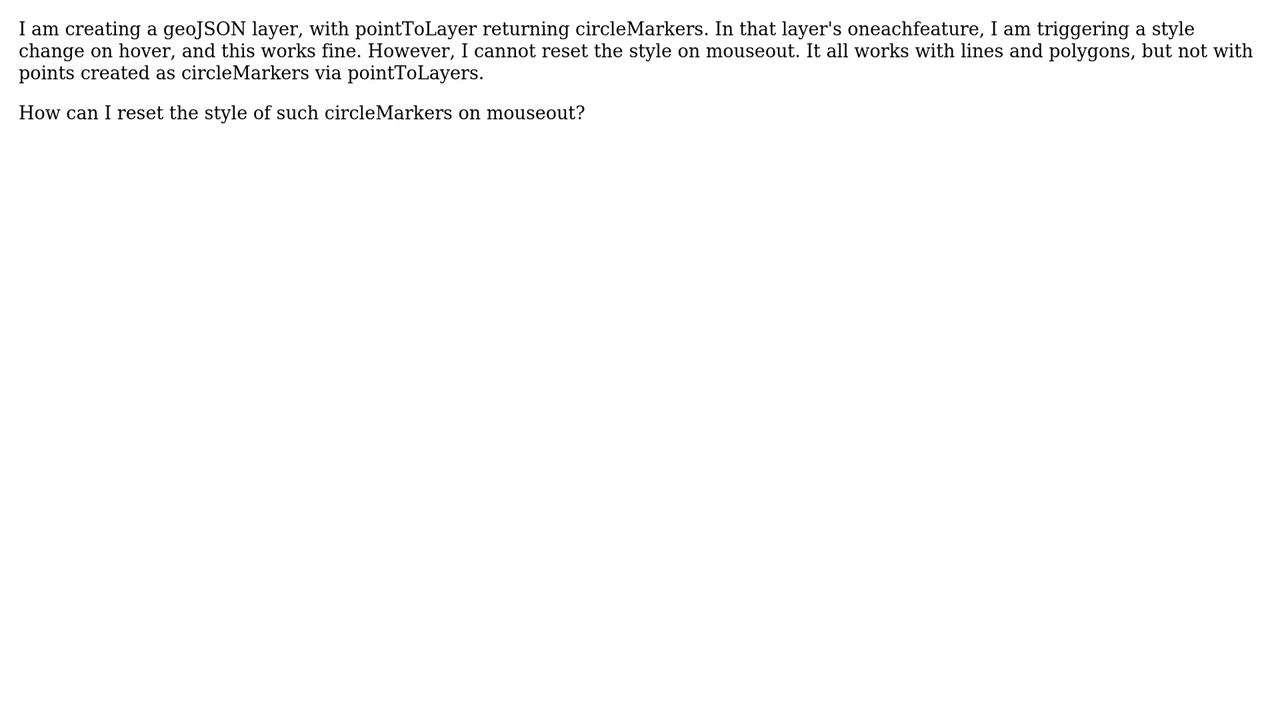 I am creating a geoJSON layer, with pointToLayer returning circleMarkers. In that layer's oneachfeature, I am triggering a style
change on hover, and this works fine. However, I cannot reset the style on mouseout. It all works with lines and polygons, but not with
points created as circleMarkers via pointToLayers.
How can I reset the style of such circleMarkers on mouseout?